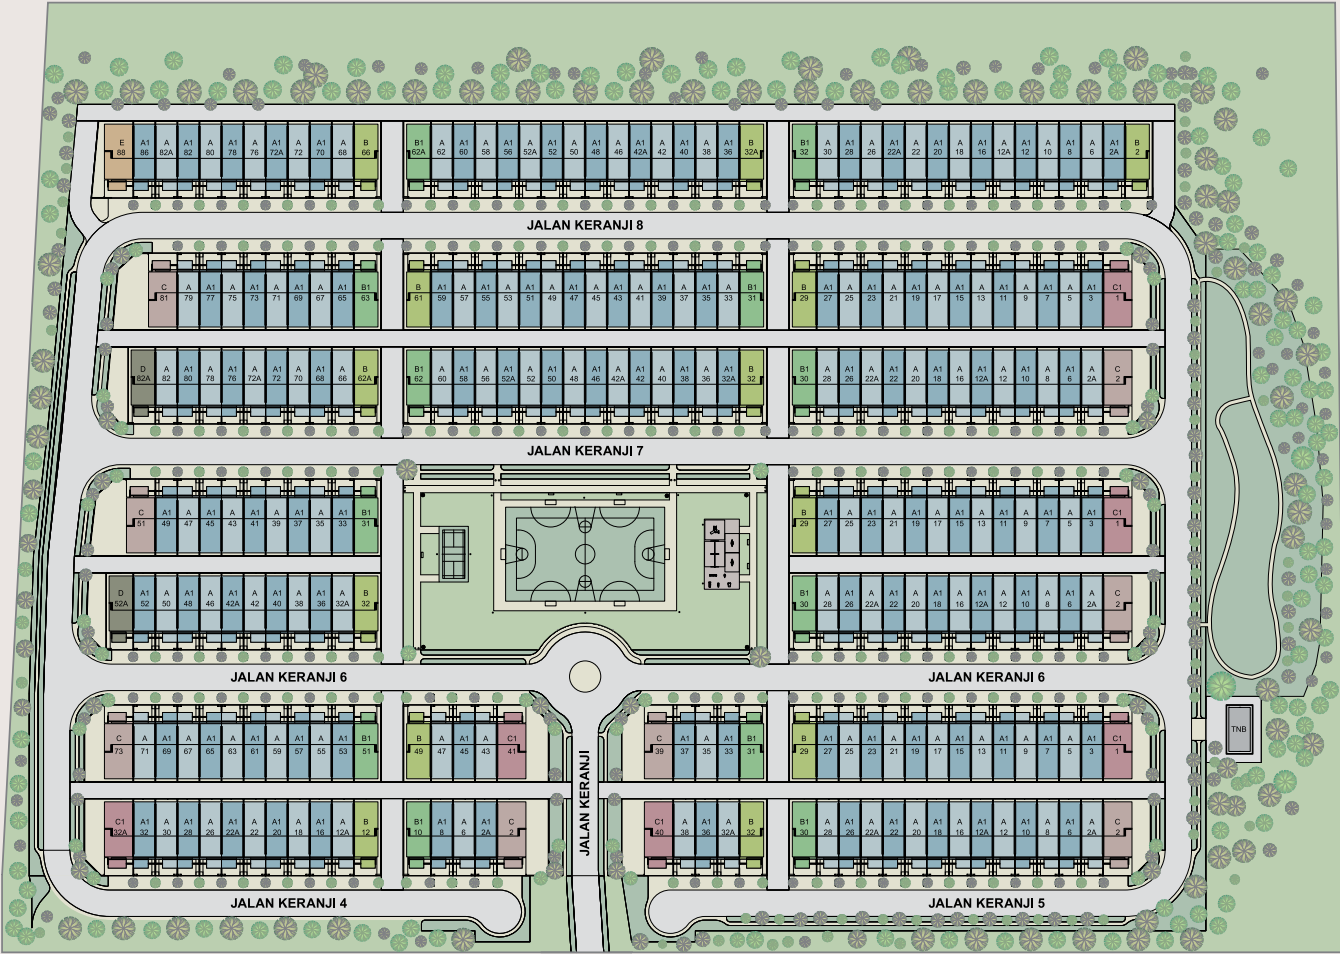 E A1 A A1 A A1 A A1 A A1 A B B1 A A1 A A1 A A1 A A1 A A1 A A1 A A1 B B1 A A1 A A1 A A1 A A1 A A1 A A1 A A1 B
88 86 82A 82 80 78 76 72A 72 70 68 66 62A 62 60 58 56 52A 52 50 48 46 42A 42 40 38 36 32A 32 30 28 26 22A 22 20 18 16 12A 12 10 8 6 2A 2
JALAN KERANJI 8
C A A1 A A1 A A1 A A1 B1 B A1 A A1 A A1 A A1 A A1 A A1 A A1 A B1 B A1 A A1 A A1 A A1 A A1 A A1 A A1 C1
81 79 77 75 73 71 69 67 65 63 61 59 57 55 53 51 49 47 45 43 41 39 37 35 33 31 29 27 25 23 21 19 17 15 13 11 9 7 5 3 1
D A A1 A A1 A A1 A A1 A B B1 A A1 A A1 A A1 A A1 A A1 A A1 A A1 B B1 A A1 A A1 A A1 A A1 A A1 A A1 A C
82A 82 80 78 76 72A 72 70 68 66 62A 62 60 58 56 52A 52 50 48 46 42A 42 40 38 36 32A 32 30 28 26 22A 22 20 18 16 12A 12 10 8 6 2A 2
JALAN KERANJI 7
C A1 A A1 A A1 A A1 A A1 B1 B A1 A A1 A A1 A A1 A A1 A A1 A A1 C1
51 49 47 45 43 41 39 37 35 33 31 29 27 25 23 21 19 17 15 13 11 9 7 5 3 1
D A1 A A1 A A1 A A1 A A1 A B B1 A A1 A A1 A A1 A A1 A A1 A A1 A C
52A 52 50 48 46 42A 42 40 38 36 32A 32 30 28 26 22A 22 20 18 16 12A 12 10 8 6 2A 2
JALAN KERANJI 6 JALAN KERANJI 6
C A A1 A A1 A A1 A A1 A A1 B1 B A A1 A C1 C A1 A A1 B1 B A1 A A1 A A1 A A1 A A1 A A1 A A1 C1
73 71 69 67 65 63 61 59 57 55 53 51 49 47 45 43 41 39 37 35 33 31 29 27 25 23 21 19 17 15 13 11 9 7 5 3 1
TNB
JALAN KERANJI
C1 A1 A A1 A A1 A A1 A A1 A B B1 A1 A A1 C C1 A A1 A B B1 A A1 A A1 A A1 A A1 A A1 A A1 A C
32A 32 30 28 26 22A 22 20 18 16 12A 12 10 8 6 2A 2 40 38 36 32A 32 30 28 26 22A 22 20 18 16 12A 12 10 8 6 2A 2
JALAN KERANJI 4 JALAN KERANJI 5